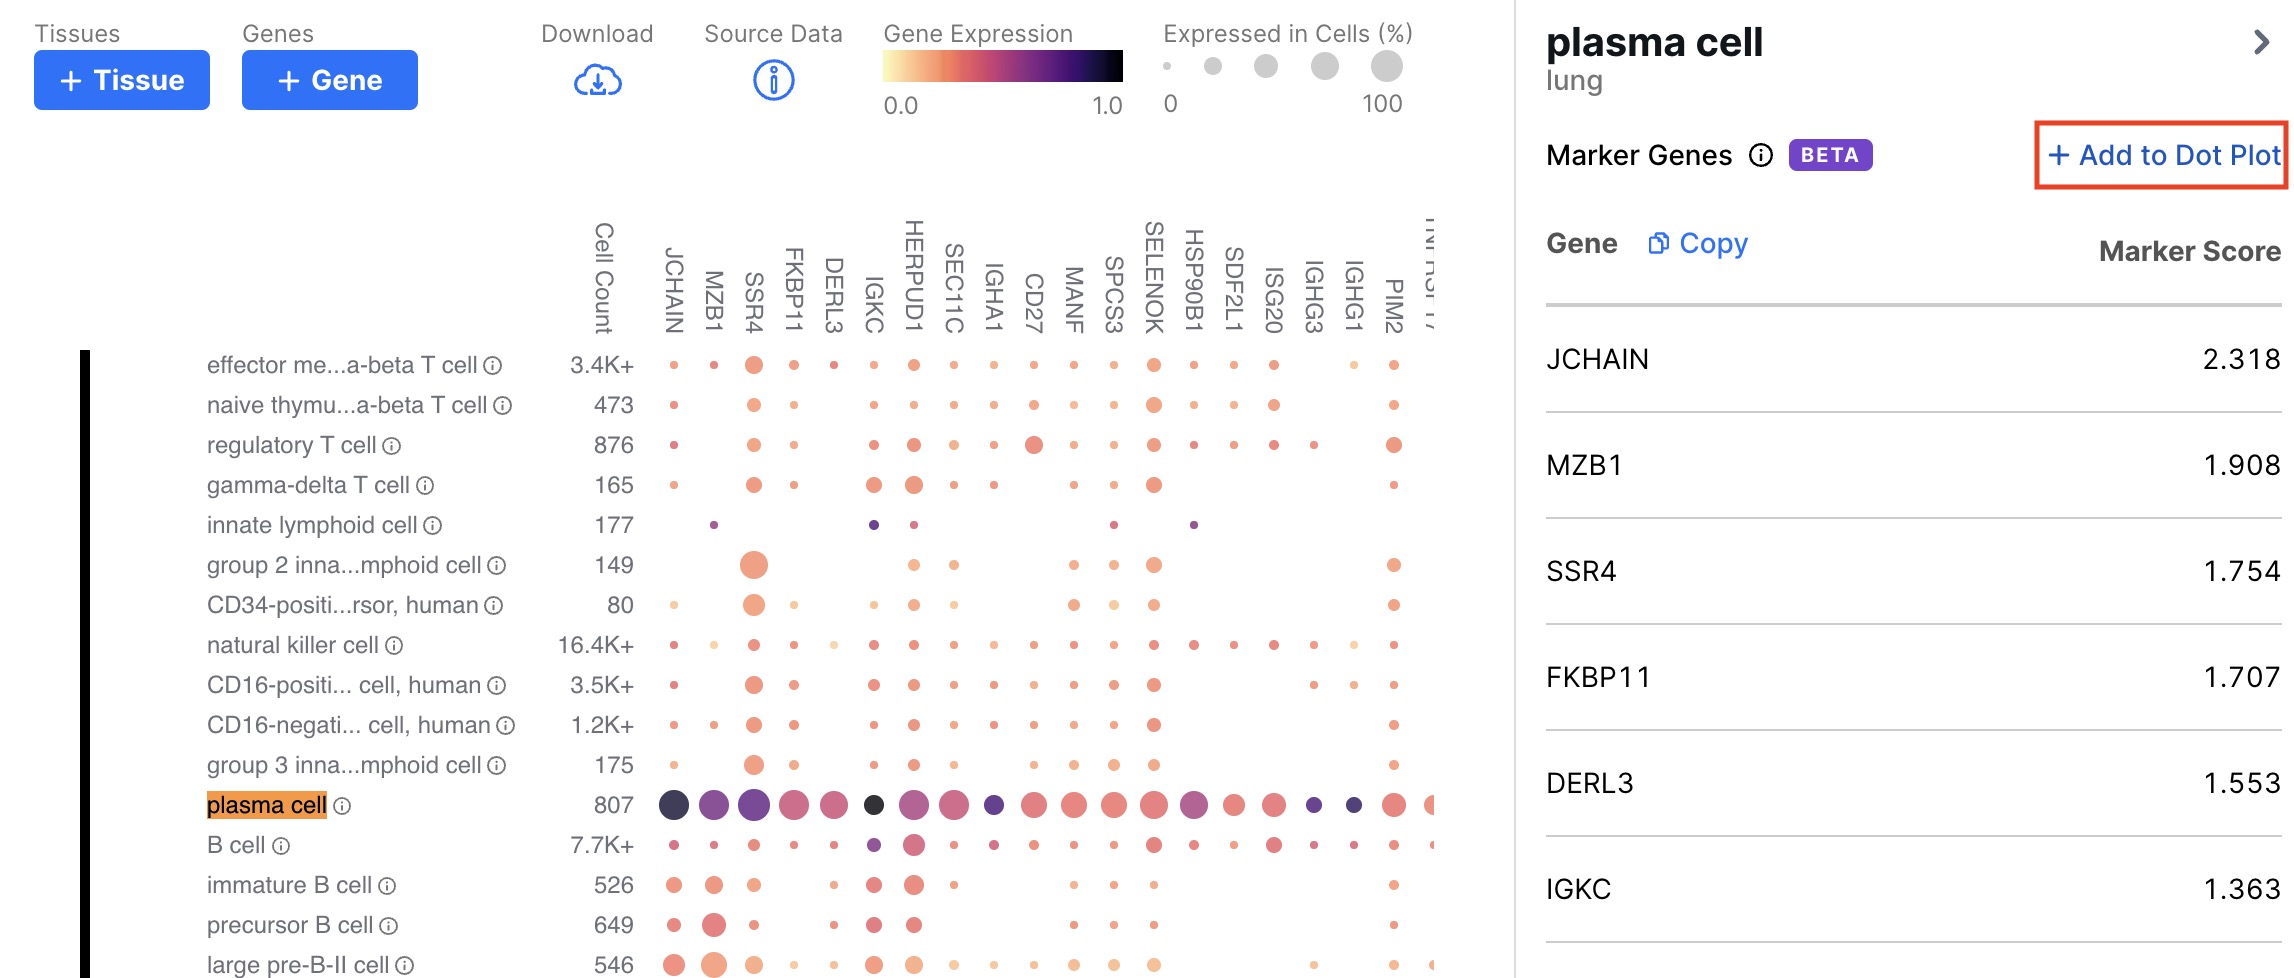 Tissues
+ Tissue
Genes
+ Gene
Download
Source Data
Gene Expression
0.0 1.0
Expressed in Cells (%)
0 100
Cell Count
JCHAIN
MZB1
SSR4
FKBP11
DERL3
IGKC
HERPUD1
SEC11C
IGHA1
CD27
MANF
SPCS3
SELENOK
HSP90B1
SDF2L1
ISG20
IGHG3
IGHG1
PIM2
effector me...a-beta T cell 3.4K+
naive thymu...a-beta T cell 473
regulatory T cell 876
gamma-delta T cell 165
innate lymphoid cell 177
group 2 inna...mphoid cell 149
CD34-positi...rsor, human 80
natural killer cell 16.4K+
CD16-positi... cell, human 3.5K+
CD16-negati... cell, human 1.2K+
group 3 inna...mphoid cell 175
plasma cell 807
B cell 7.7K+
immature B cell 526
precursor B cell 649
large pre-B-II cell 546
plasma cell
lung
Marker Genes BETA + Add to Dot Plot
Gene Copy Marker Score
JCHAIN 2.318
MZB1 1.908
SSR4 1.754
FKBP11 1.707
DERL3 1.553
IGKC 1.363